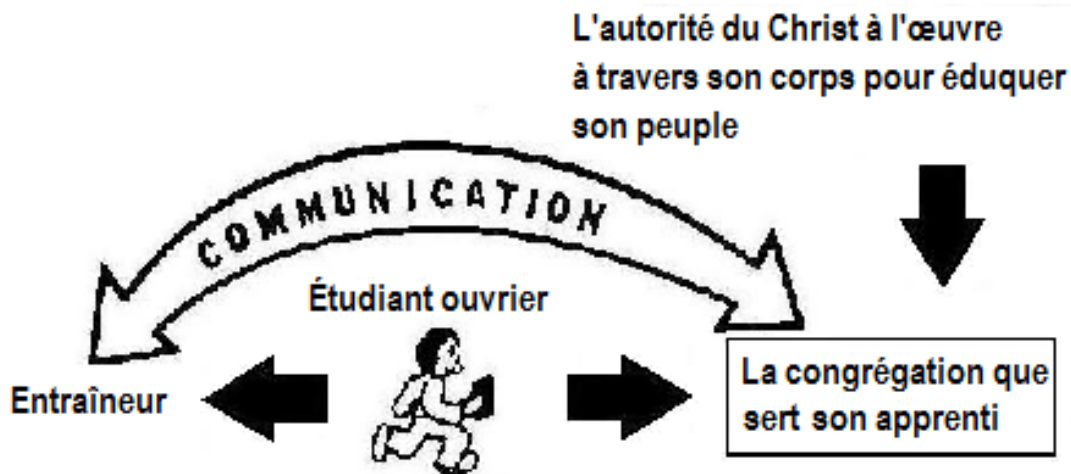 L'autorité du Christ à l'œuvre
à travers son corps pour éduquer
son peuple
COMMUNICATION
Étudiant ouvrier
Entraîneur
La congrégation que
sert son apprenti